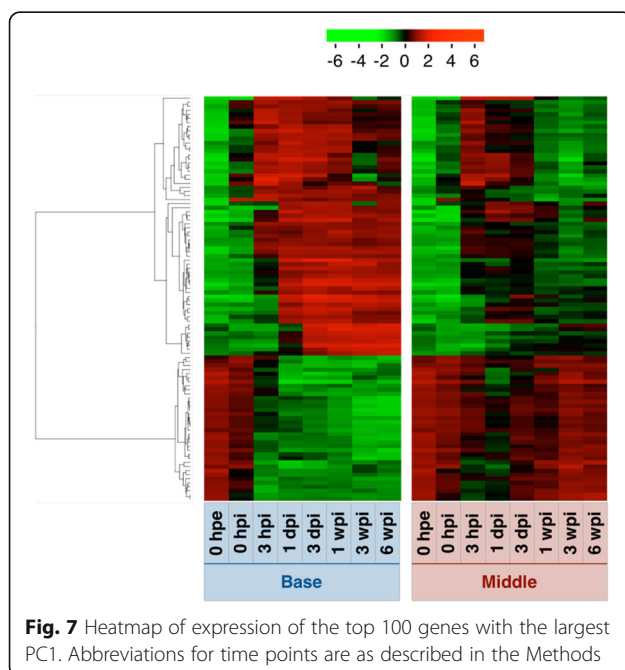 -6 -4 -2 0 2 4 6
0 hpe 0 hpi 3 hpi 1 dpi 3 dpi 1 wpi 3 wpi 6 wpi
0 hpe 0 hpe 3 hpi 1 dpi 3 dpi 1 wpi 3 wpi 6 wpi
Base Middle
Fig. 7 Heatmap of expression of the top 100 genes with the largest
PC1. Abbreviations for time points are as described in the Methods